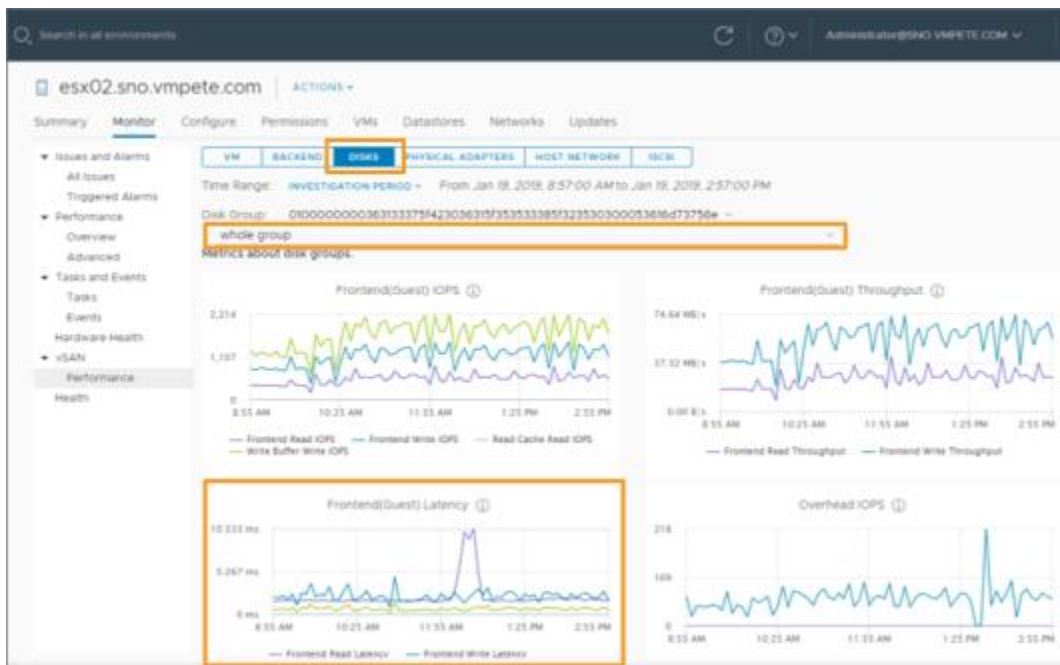 Search in all environments
Administrator@SNO.VMPETE.COM
esx02.sno.vmpete.com
ACTIONS
Summary Monitor Configure Permissions VMs Datastores Networks Updates
Issues and Alarms
All Issues
Triggered Alarms
Performance
Overview
Advanced
Tasks and Events
Tasks
Events
Hardware Health
vSAN
Performance
Health
VM BACKEND DISKS PHYSICAL ADAPTERS HOST NETWORK ISCSI
Time Range: INVESTIGATION PERIOD From Jan 19, 2019, 8:57:00 AM to Jan 19, 2019, 2:57:00 PM
Disk Group:
whole group
Metrics about disk groups.
Frontend(Guest) IOPS
2,214
1,107
0
8:55 AM 10:25 AM 11:55 AM 1:25 PM 2:55 PM
Frontend Read IOPS Frontend Write IOPS Read Cache Read IOPS
Write Buffer Write IOPS
Frontend(Guest) Throughput
74.64 MB/s
37.32 MB/s
0.00 B/s
8:55 AM 10:25 AM 11:55 AM 1:25 PM 2:55 PM
Frontend Read Throughput Frontend Write Throughput
Frontend(Guest) Latency
10.533 ms
5.267 ms
0 ms
8:55 AM 10:25 AM 11:55 AM 1:25 PM 2:55 PM
Frontend Read Latency Frontend Write Latency
Overhead IOPS
218
109
0
8:55 AM 10:25 AM 11:55 AM 1:25 PM 2:55 PM